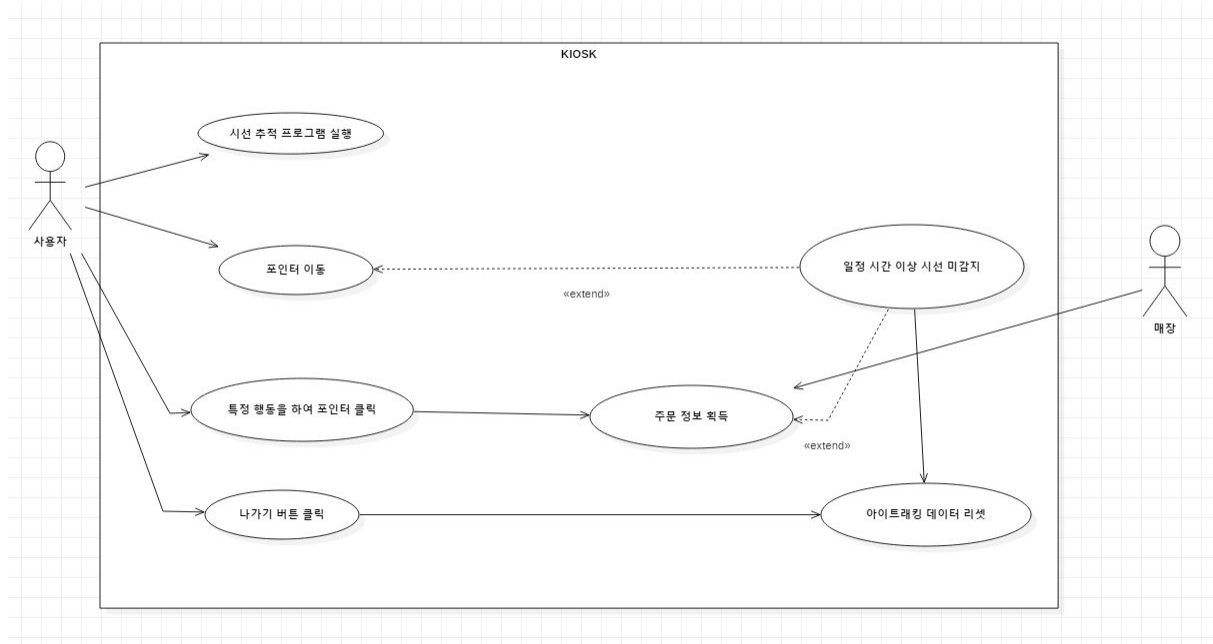 KIOSK
시선 추적 프로그램 실행
사용자
포인터 이동
일정 시간 이상 시선 미감지
«extend»
매장
특정 행동을 하여 포인터 클릭
주문 정보 획득
«extend»
나가기 버튼 클릭
아이트래킹 데이터 리셋